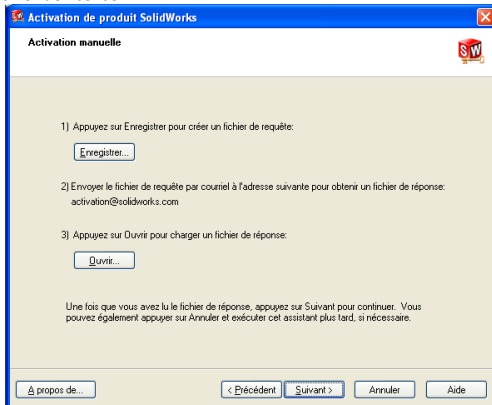 Activation de produit SolidWorks
Activation manuelle
SW
1) Appuyez sur Enregistrer pour créer un fichier de requête:
Enregistrer...
2) Envoyer le fichier de requête par courriel à l'adresse suivante pour obtenir un fichier de réponse:
activation@solidworks.com
3) Appuyez sur Ouvrir pour charger un fichier de réponse:
Ouvrir...
Une fois que vous avez lu le fichier de réponse, appuyez sur Suivant pour continuer. Vous
pouvez également appuyer sur Annuler et exécuter cet assistant plus tard, si nécessaire.
A propos de... < Précédent Suivant > Annuler Aide